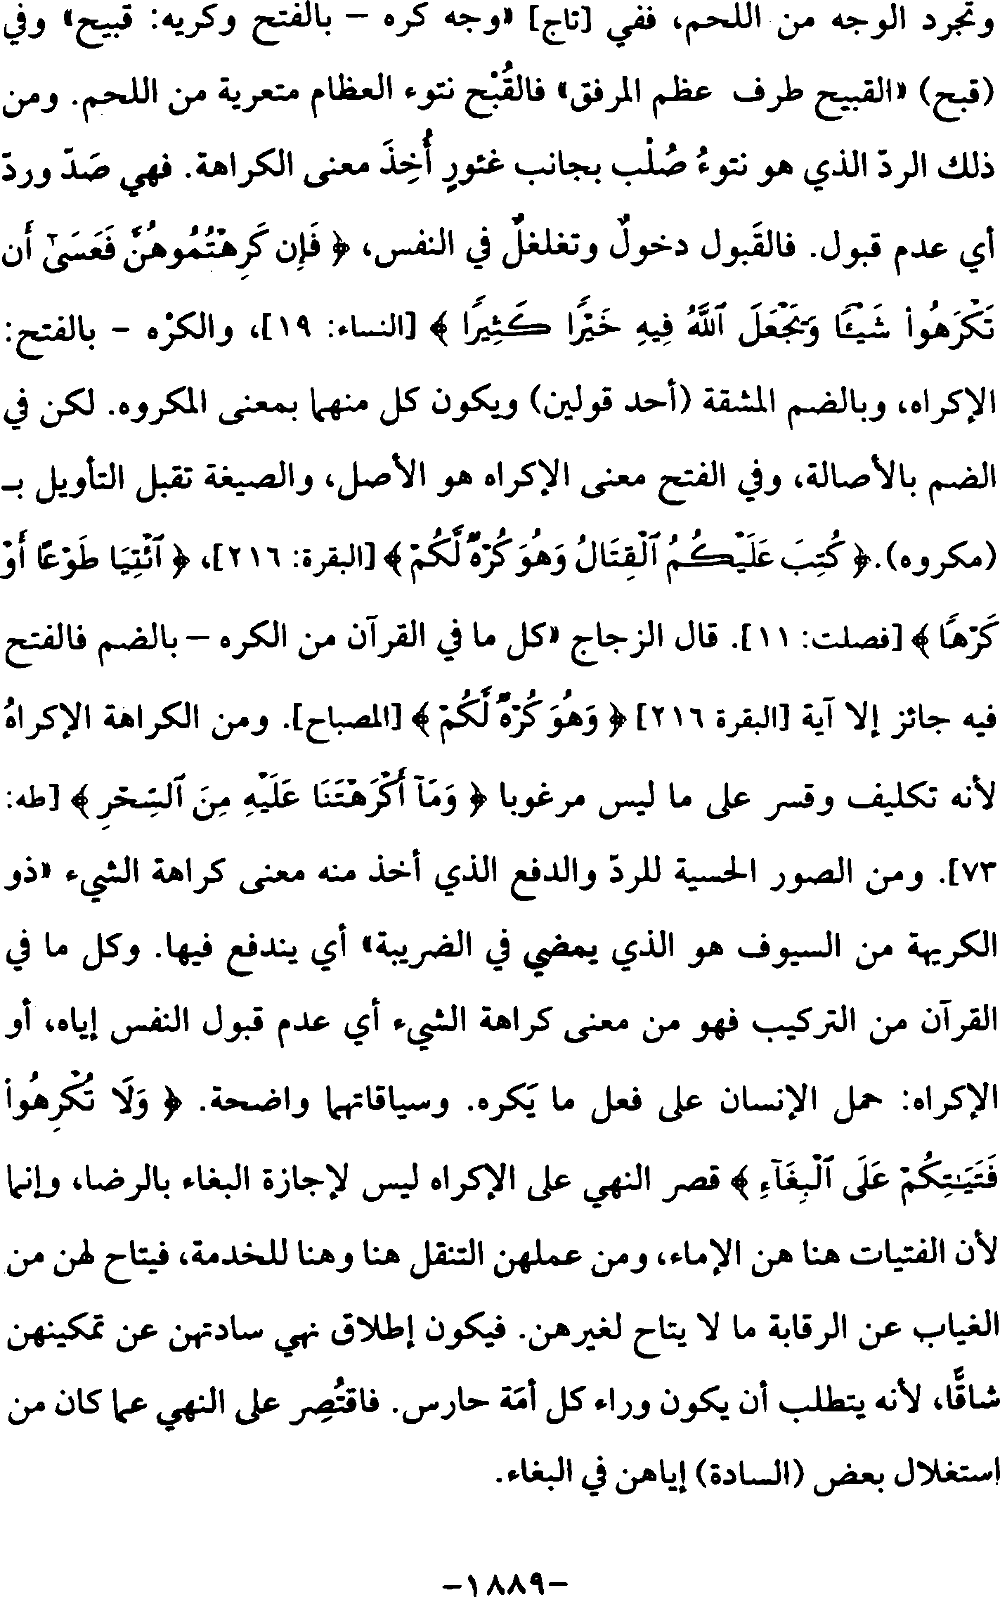 وتجرد الوجه من اللحم، ففي [تاج] «وجه كره – بالفتح وكريه: قبيح» وفي
(قبح) «القبيح طرف عظم المرفق» فالقُبْح نتوء العظام متعرية من اللحم. ومن
ذلك الردّ الذي هو نتوءُ صُلْب بجانب غئورٍ أُخِذَ معنى الكراهة. فهي صَدّ وردّ
أي عدم قبول. فالقَبول دخولٌ وتغلغلٌ في النفس، ﴿ فَإِن كَرِهْتُمُوهُنَّ فَعَسَىٰٓ أَن
تَكْرَهُواْ شَيْـًٔا وَيَجْعَلَ ٱللَّهُ فِيهِ خَيْرًا كَثِيرًا ﴾ [النساء: ١٩]، والكرْه – بالفتح:
الإكراه، وبالضم المشقة (أحد قولين) ويكون كل منهما بمعنى المكروه. لكن في
الضم بالأصالة، وفي الفتح معنى الإكراه هو الأصل، والصيغة تقبل التأويل بـ
(مكروه). ﴿ كُتِبَ عَلَيْكُمُ ٱلْقِتَالُ وَهُوَ كُرْهٌ لَّكُمْ ﴾ [البقرة: ٢١٦]، ﴿ ٱئْتِيَا طَوْعًا أَوْ
كَرْهًا ﴾ [فصلت: ١١]. قال الزجاج «كل ما في القرآن من الكره – بالضم فالفتح
فيه جائز إلا آية [البقرة ٢١٦] ﴿ وَهُوَ كُرْهٌ لَّكُمْ ﴾ [المصباح]. ومن الكراهة الإكراهُ
لأنه تكليف وقسر على ما ليس مرغوبا ﴿ وَمَآ أَكْرَهْتَنَا عَلَيْهِ مِنَ ٱلسِّحْرِ ﴾ [طه:
٧٣]. ومن الصور الحسية للردّ والدفع الذي أخذ منه معنى كراهة الشيء «ذو
الكريهة من السيوف هو الذي يمضي في الضريبة» أي يندفع فيها. وكل ما في
القرآن من التركيب فهو من معنى كراهة الشيء أي عدم قبول النفس إياه، أو
الإكراه: حمل الإنسان على فعل ما يَكره. وسياقاتهما واضحة. ﴿ وَلَا تُكْرِهُواْ
فَتَيَـٰتِكُمْ عَلَى ٱلْبِغَآءِ ﴾ قصر النهي على الإكراه ليس لإجازة البغاء بالرضا، وإنما
لأن الفتيات هنا هن الإماء، ومن عملهن التنقل هنا وهنا للخدمة، فيتاح لهن من
الغياب عن الرقابة ما لا يتاح لغيرهن. فيكون إطلاق نهي سادتهن عن تمكينهن
شاقًّا، لأنه يتطلب أن يكون وراء كل أمَة حارس. فاقتُصِر على النهي عما كان من
استغلال بعض (السادة) إياهن في البغاء.
-١٨٨٩-